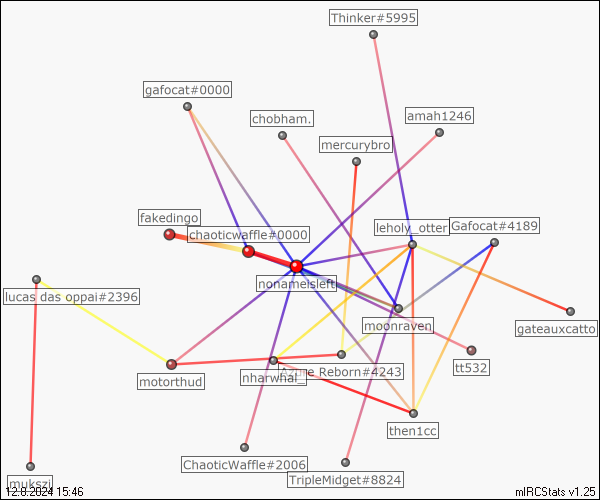 Thinker#5995
gafocat#0000
chobham.
amah1246
mercurybro
fakedingo
chaoticwaffle#0000
leholy_otter
Gafocat#4189
nonameisleft
lucas das oppai#2396
moonraven
gateauxcatto
tt532
motorthud
nharwhal_
Reborn#4243
then1cc
ChaoticWaffle#2006
TripleMidget#8824
mukszi
12.8.2024 15:46
mIRCStats v1.25